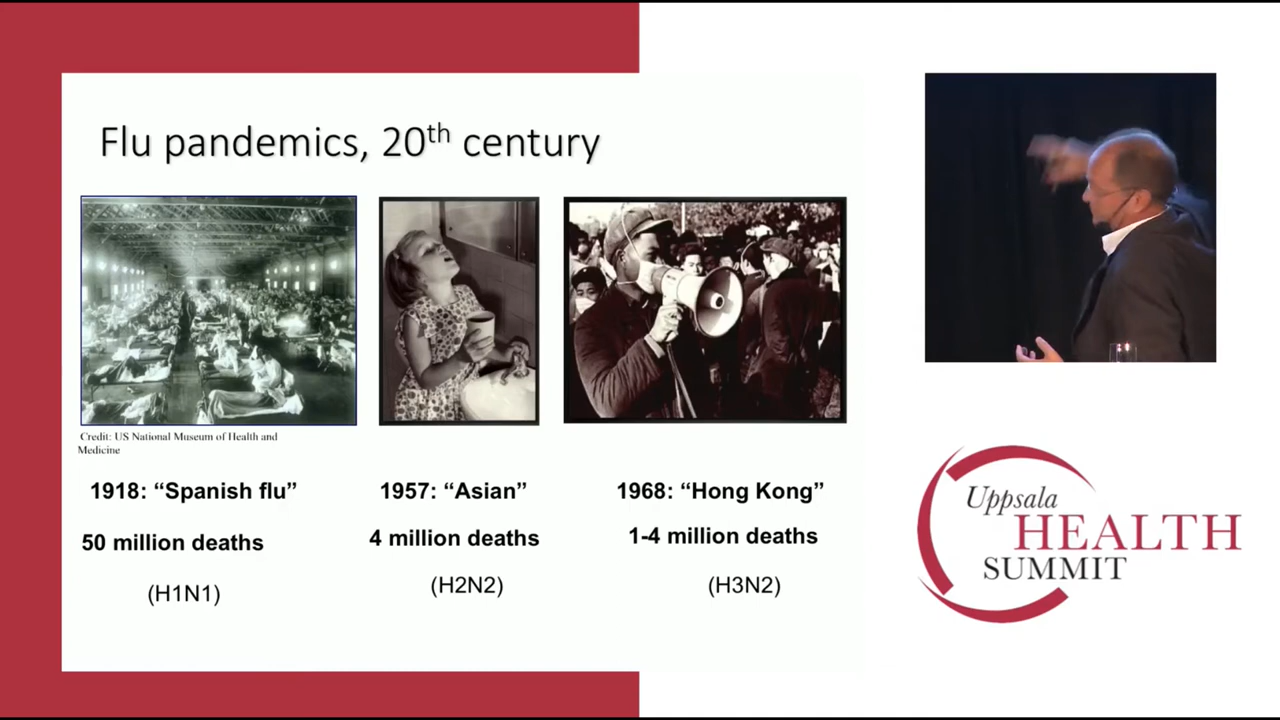 Flu pandemics, 20th century
Credit: US National Museum of Health and
Medicine
1918: “Spanish flu”
50 million deaths
(H1N1)
1957: “Asian”
4 million deaths
(H2N2)
1968: “Hong Kong”
1-4 million deaths
(H3N2)
Uppsala
HEALTH
SUMMIT